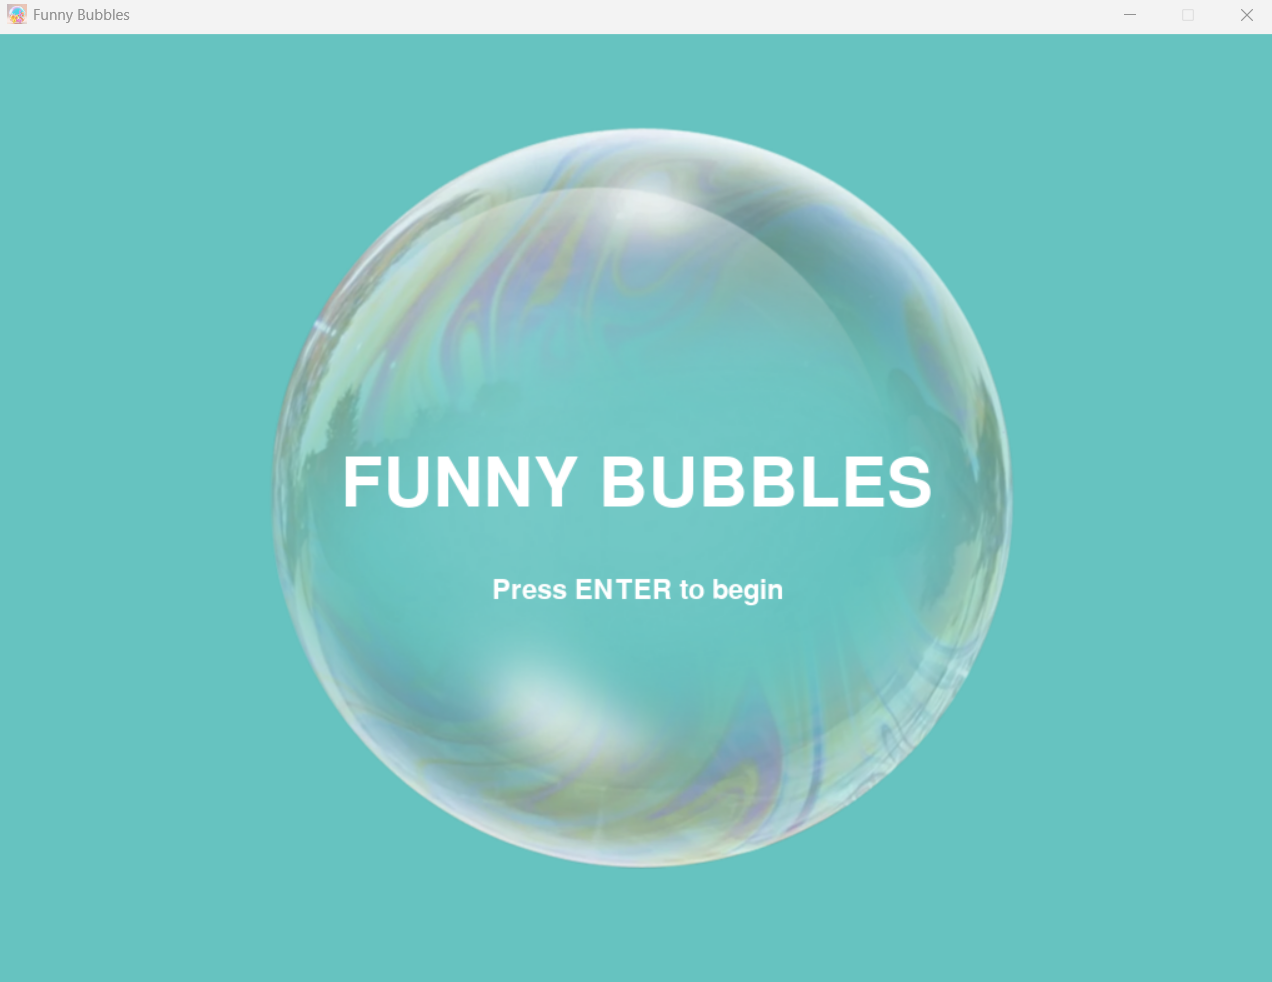 Funny Bubbles
FUNNY BUBBLES
Press ENTER to begin